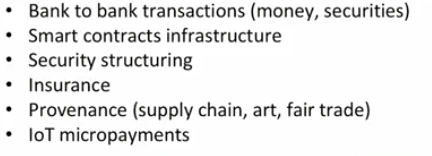 • Bank to bank transactions (money, securities)
• Smart contracts infrastructure
• Security structuring
• Insurance
• Provenance (supply chain, art, fair trade)
• IoT micropayments